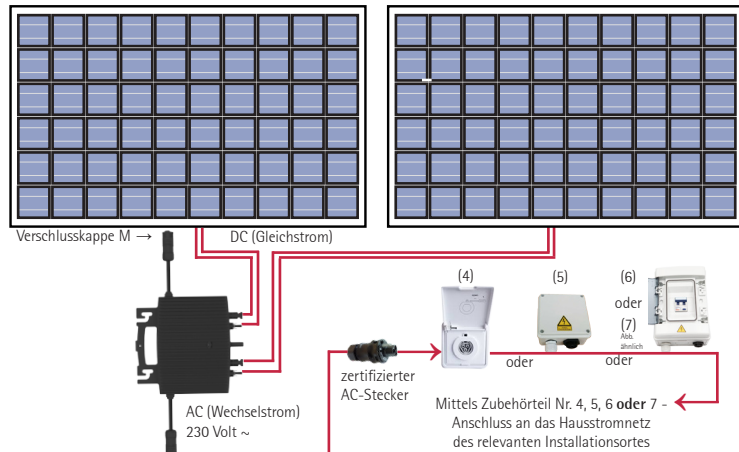 Verschlusskappe M →
DC (Gleichstrom)
(4)
(5)
(6)
oder
(7)
Abb.
ähnlich
oder
oder
zertifizierter
AC-Stecker
AC (Wechselstrom)
230 Volt ~
Mittels Zubehörteil Nr. 4, 5, 6 oder 7 -
Anschluss an das Hausstromnetz
des relevanten Installationsortes